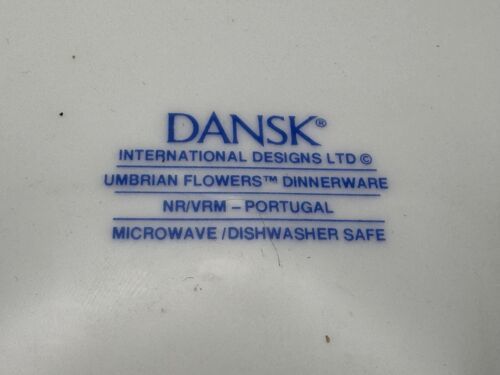 DANSK®
INTERNATIONAL DESIGNS LTD ©
UMBRIAN FLOWERS™ DINNERWARE
NR/VRM – PORTUGAL
MICROWAVE /DISHWASHER SAFE